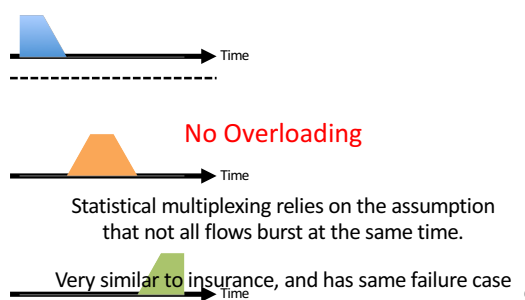 Time
No Overloading
Time
Statistical multiplexing relies on the assumption
that not all flows burst at the same time.
Very similar to insurance, and has same failure case
Time